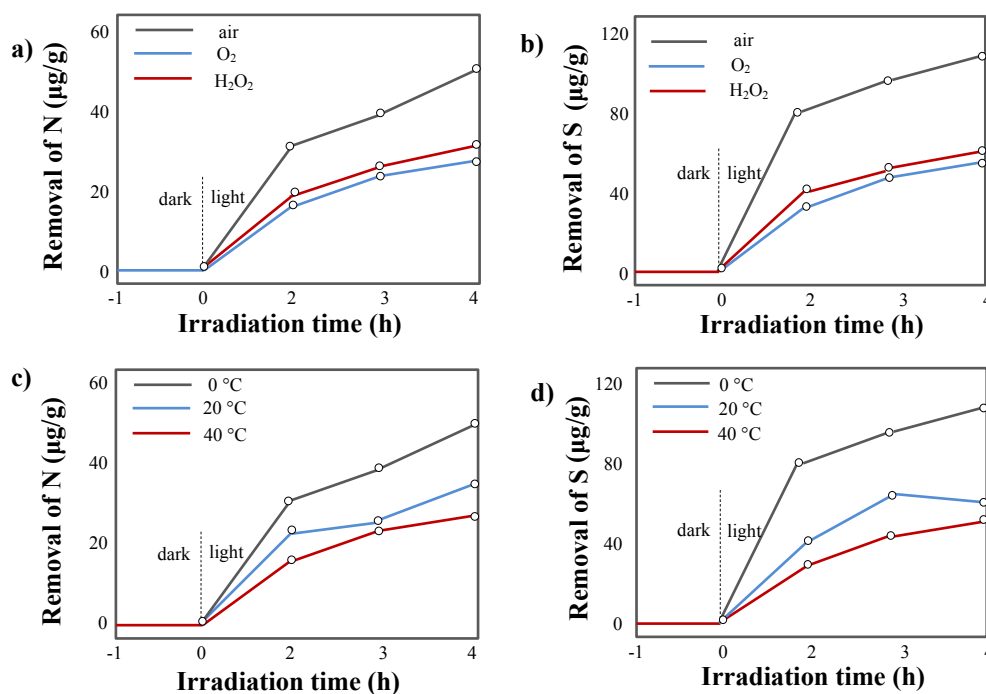 a)
air
O₂
H₂O₂
Removal of N (µg/g)
60
40
20
0
dark
light
-1
0
2
3
4
Irradiation time (h)
b)
air
O₂
H₂O₂
Removal of S (µg/g)
120
80
40
0
dark
light
-1
0
2
3
4
Irradiation time (h)
c)
0 °C
20 °C
40 °C
Removal of N (µg/g)
60
40
20
0
dark
light
-1
0
2
3
4
Irradiation time (h)
d)
0 °C
20 °C
40 °C
Removal of S (µg/g)
120
80
40
0
dark
light
-1
0
2
3
4
Irradiation time (h)